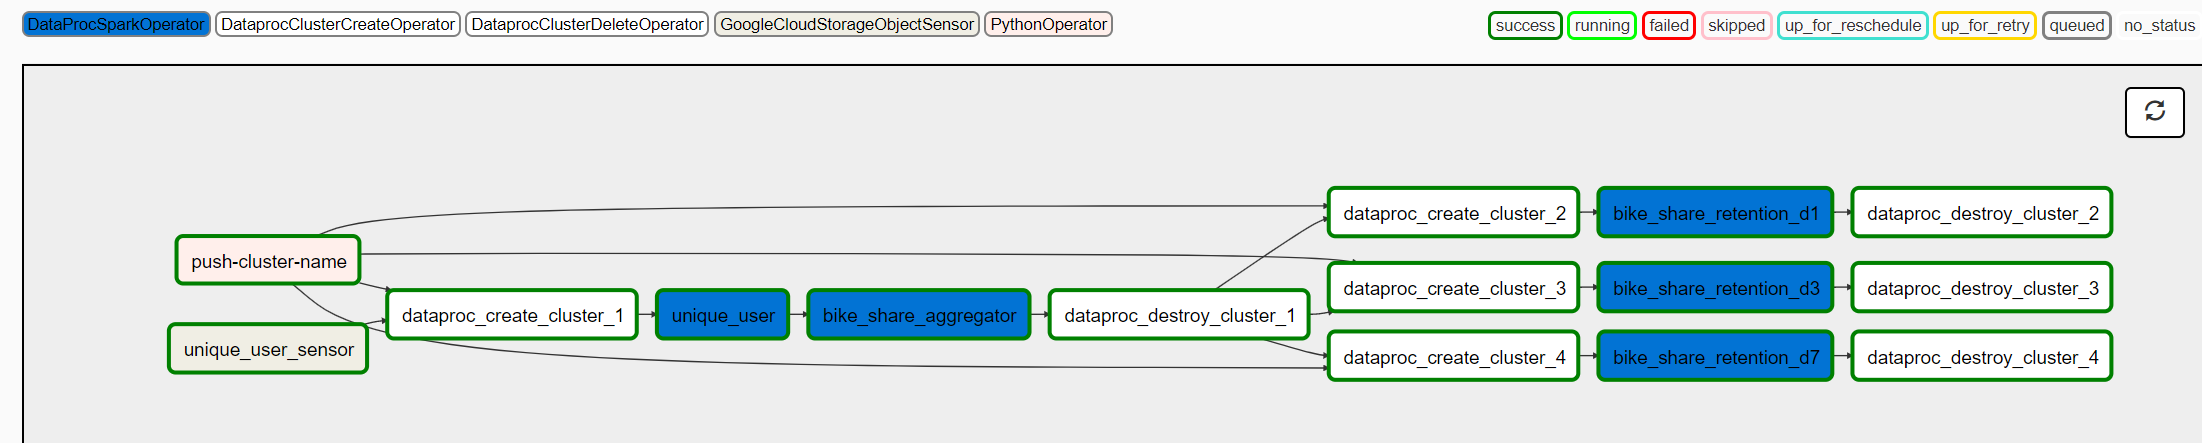 DataProcSparkOperator DataprocClusterCreateOperator DataprocClusterDeleteOperator GoogleCloudStorageObjectSensor PythonOperator
success running failed skipped up_for_reschedule up_for_retry queued no_status
push-cluster-name
unique_user_sensor
dataproc_create_cluster_1
unique_user
bike_share_aggregator
dataproc_destroy_cluster_1
dataproc_create_cluster_2
bike_share_retention_d1
dataproc_destroy_cluster_2
dataproc_create_cluster_3
bike_share_retention_d3
dataproc_destroy_cluster_3
dataproc_create_cluster_4
bike_share_retention_d7
dataproc_destroy_cluster_4